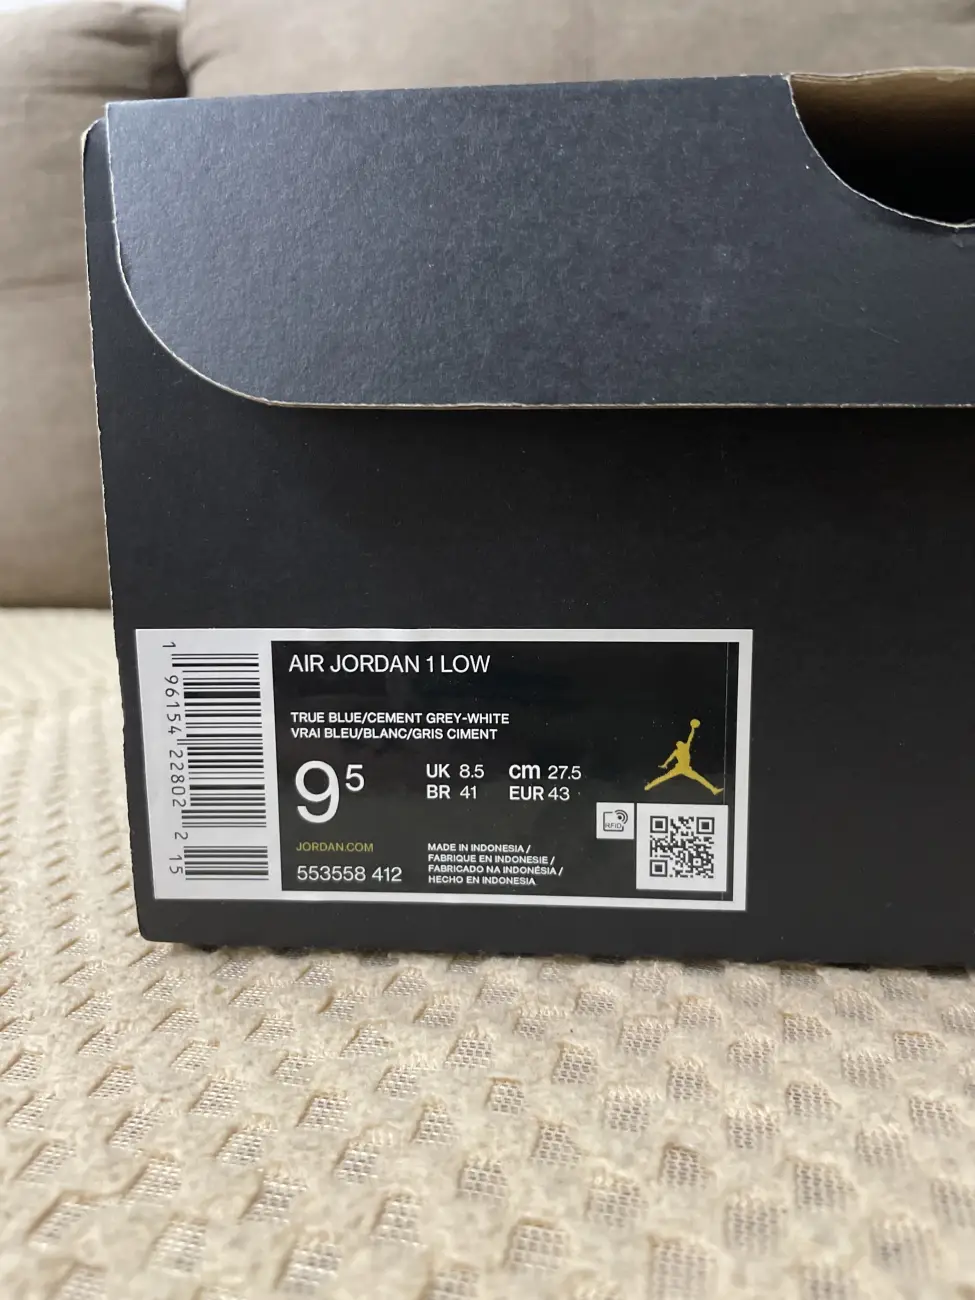 AIR JORDAN 1 LOW
TRUE BLUE/CEMENT GREY-WHITE
VRAI BLEU/BLANC/GRIS CIMENT
9⁵
UK 8.5 cm 27.5
BR 41 EUR 43
JORDAN.COM
553558 412
MADE IN INDONESIA /
FABRIQUE EN INDONESIE /
FABRICADO NA INDONÉSIA /
HECHO EN INDONESIA
RFID
1 96154 22802 2 15